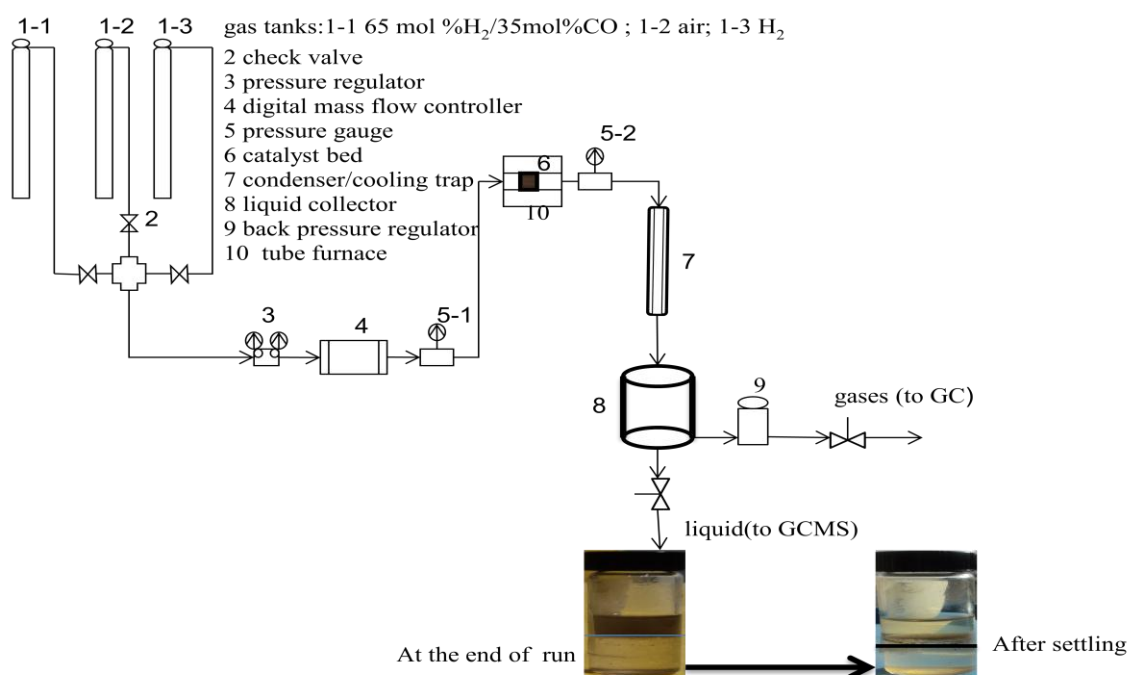 1-1 1-2 1-3 gas tanks:1-1 65 mol %H₂/35mol%CO ; 1-2 air; 1-3 H₂
2 check valve
3 pressure regulator
4 digital mass flow controller
5 pressure gauge
6 catalyst bed
7 condenser/cooling trap
8 liquid collector
9 back pressure regulator
10 tube furnace
5-2
6
10
2
7
3
4
5-1
8
9
gases (to GC)
liquid(to GCMS)
At the end of run
After settling